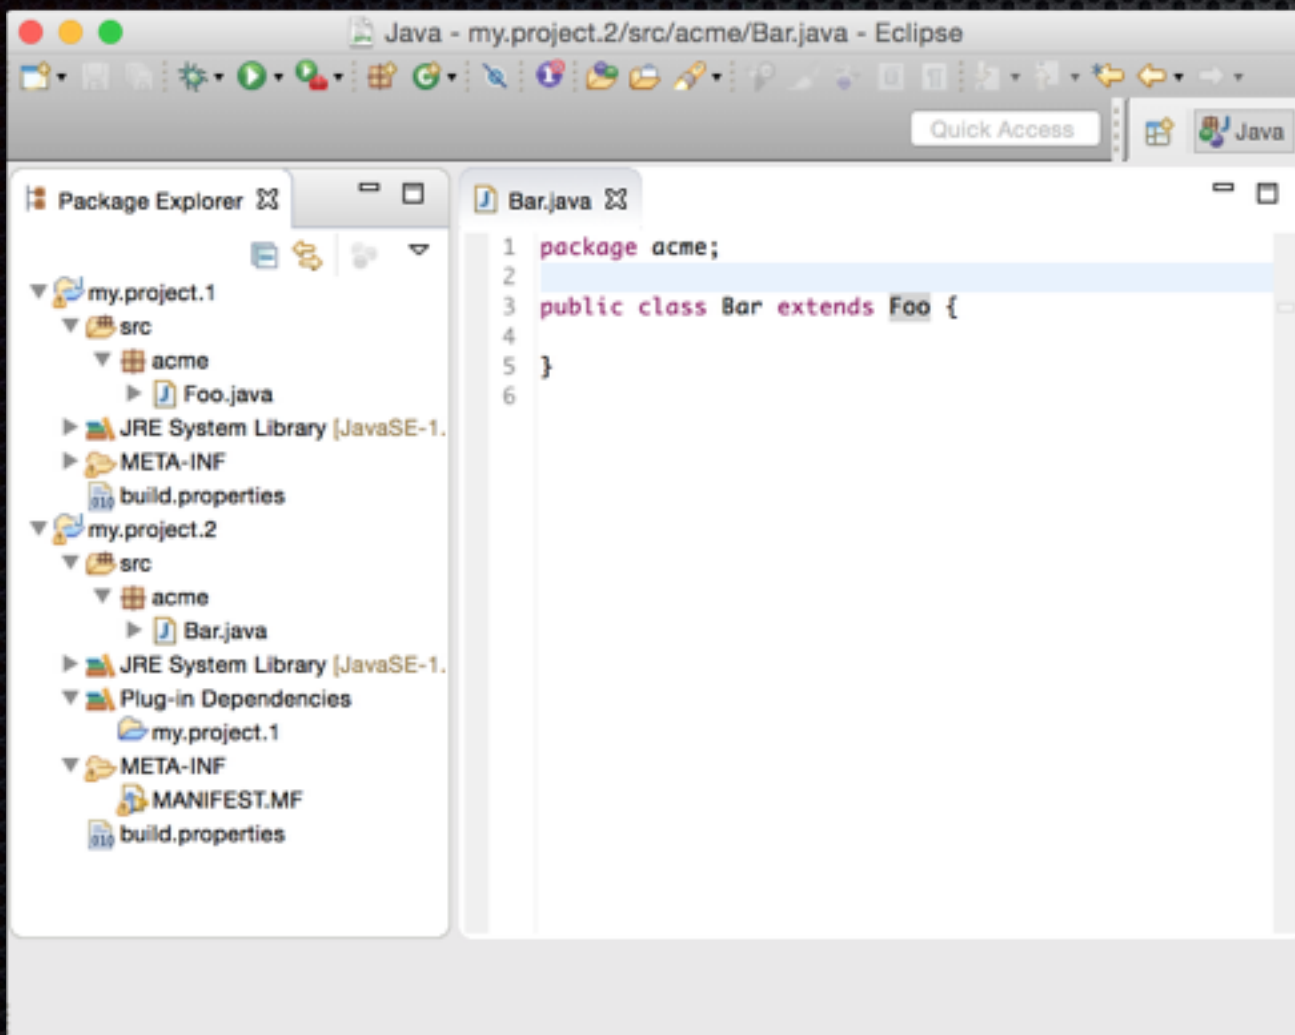 Java - my.project.2/src/acme/Bar.java - Eclipse
Quick Access
Java
Package Explorer
my.project.1
src
acme
Foo.java
JRE System Library [JavaSE-1.
META-INF
build.properties
my.project.2
src
acme
Bar.java
JRE System Library [JavaSE-1.
Plug-in Dependencies
my.project.1
META-INF
MANIFEST.MF
build.properties
Bar.java
1 package acme;
2
3 public class Bar extends Foo {
4
5 }
6